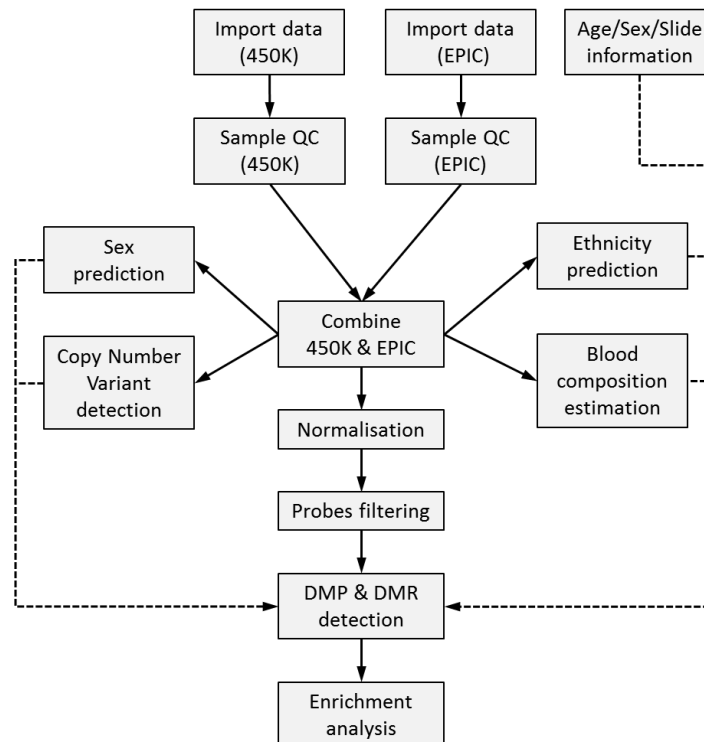 Import data
(450K)
Import data
(EPIC)
Age/Sex/Slide
information
Sample QC
(450K)
Sample QC
(EPIC)
Sex
prediction
Ethnicity
prediction
Combine
450K & EPIC
Copy Number
Variant
detection
Blood
composition
estimation
Normalisation
Probes filtering
DMP & DMR
detection
Enrichment
analysis